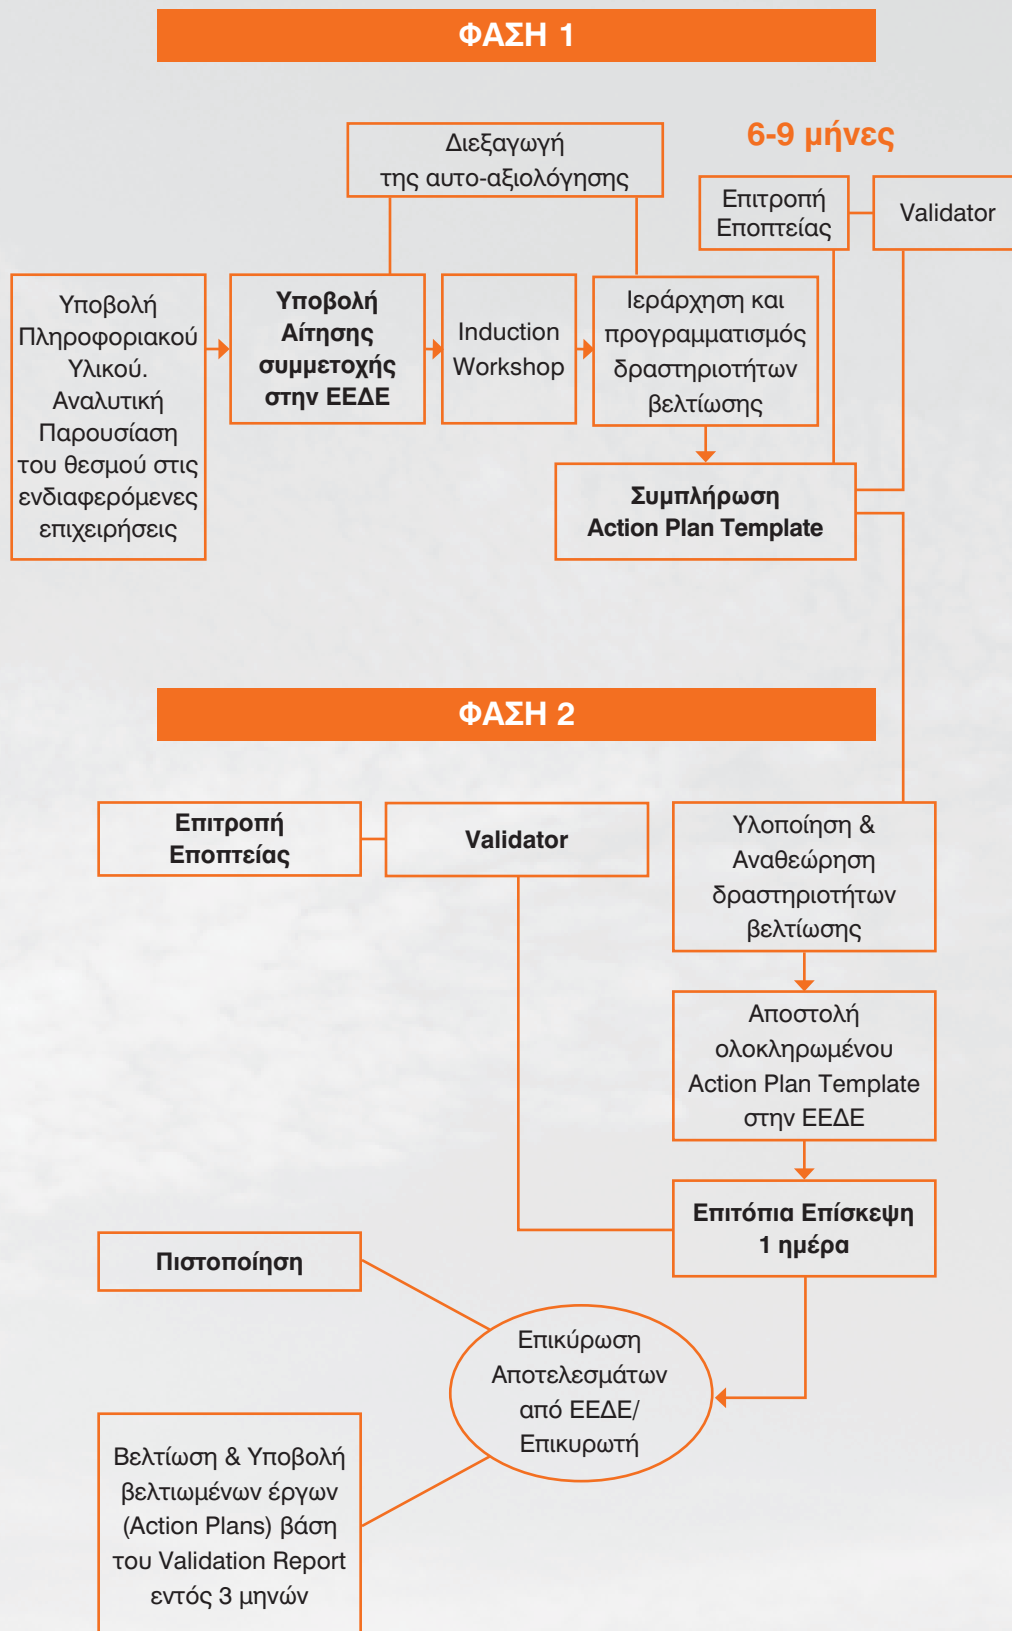 ΦΑΣΗ 1
Διεξαγωγή
της αυτο-αξιολόγησης
6-9 μήνες
Επιτροπή
Εποπτείας
Validator
Υποβολή
Πληροφοριακού
Υλικού.
Αναλυτική
Παρουσίαση
του θεσμού στις
ενδιαφερόμενες
επιχειρήσεις
Υποβολή
Αίτησης
συμμετοχής
στην ΕΕΔΕ
Induction
Workshop
Ιεράρχηση και
προγραμματισμός
δραστηριοτήτων
βελτίωσης
Συμπλήρωση
Action Plan Template
ΦΑΣΗ 2
Επιτροπή
Εποπτείας
Validator
Υλοποίηση &
Αναθεώρηση
δραστηριοτήτων
βελτίωσης
Αποστολή
ολοκληρωμένου
Action Plan Template
στην ΕΕΔΕ
Επιτόπια Επίσκεψη
1 ημέρα
Πιστοποίηση
Επικύρωση
Αποτελεσμάτων
από ΕΕΔΕ/
Επικυρωτή
Βελτίωση & Υποβολή
βελτιωμένων έργων
(Action Plans) βάση
του Validation Report
εντός 3 μηνών